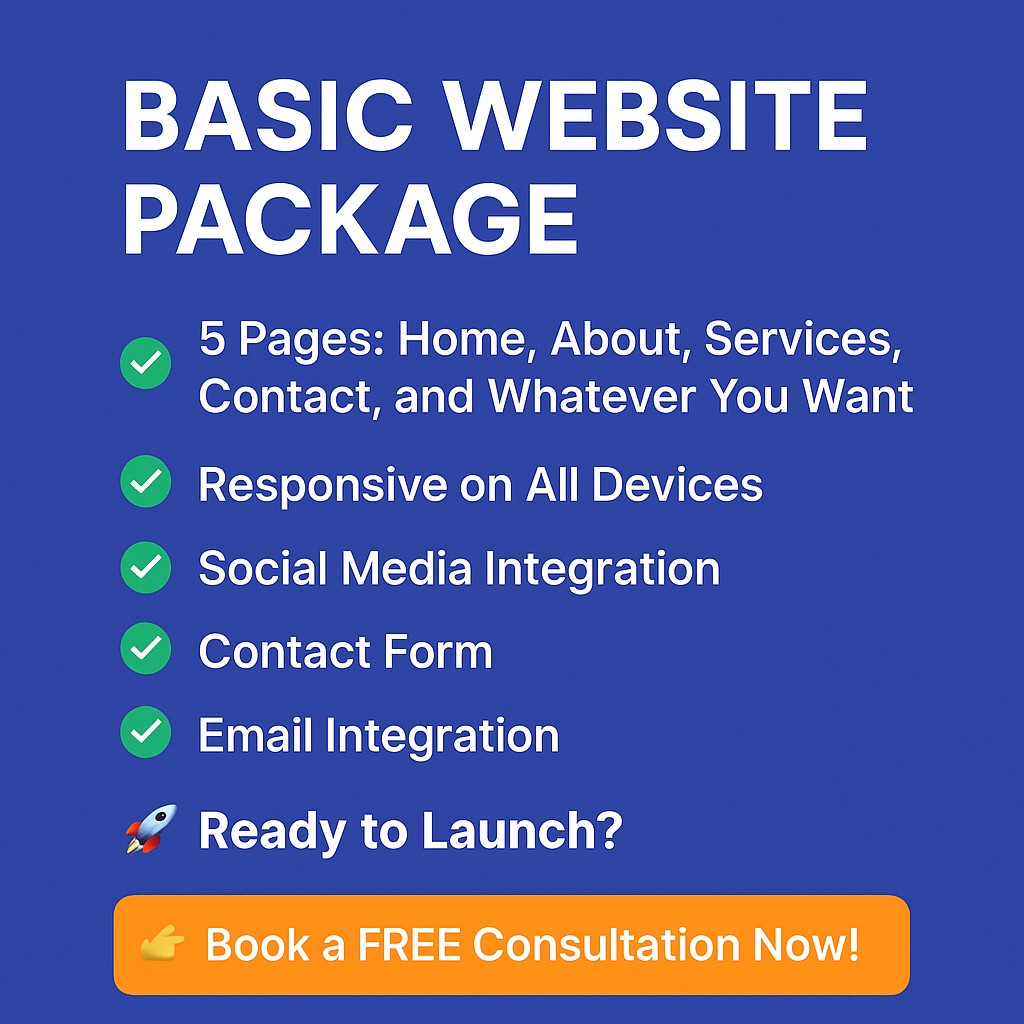 BASIC WEBSITE
PACKAGE
5 Pages: Home, About, Services,
Contact, and Whatever You Want
Responsive on All Devices
Social Media Integration
Contact Form
Email Integration
Ready to Launch?
Book a FREE Consultation Now!